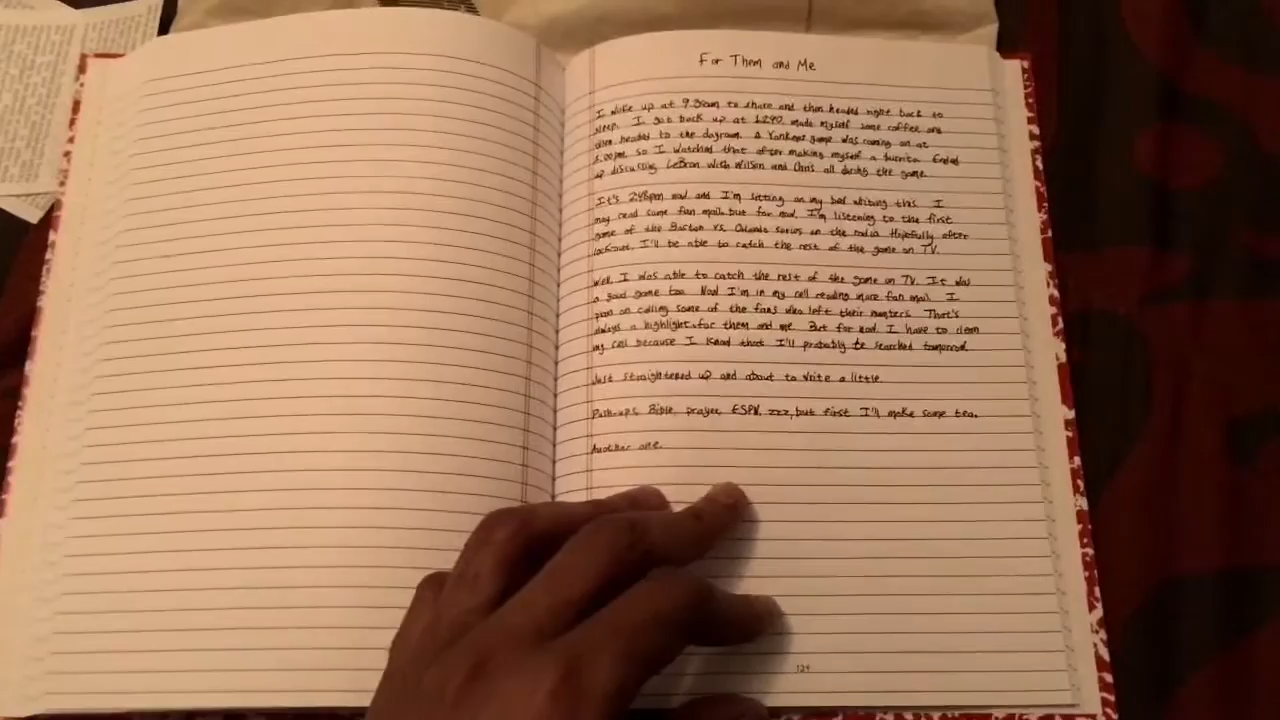 For Them and Me
I woke up at 9:30am to share and then headed right back to
sleep. I got back up at 12:40, made myself some coffee and
then headed to the dayroom. A Yankees game was coming on at
1:00pm, so I watched that after making myself a burrito. Ended
up discussing LeBron with Wilson and Chris all during the game.
It's 2:48pm now and I'm sitting on my bed writing this. I
may read some fan mail, but for now, I'm listening to the first
game of the Boston vs. Orlando series on the radio. Hopefully after
lockout, I'll be able to catch the rest of the game on TV.
Well, I was able to catch the rest of the game on TV. It was
a good game too. Now I'm in my cell reading more fan mail. I
plan on calling some of the fans who left their numbers. That's
always a highlight, for them and me. But for now, I have to clean
my cell because I know that I'll probably be searched tomorrow.
Just straightened up and about to write a little.
Push-ups, Bible, prayer, ESPN, zzz, but first I'll make some tea.
Another one.
124